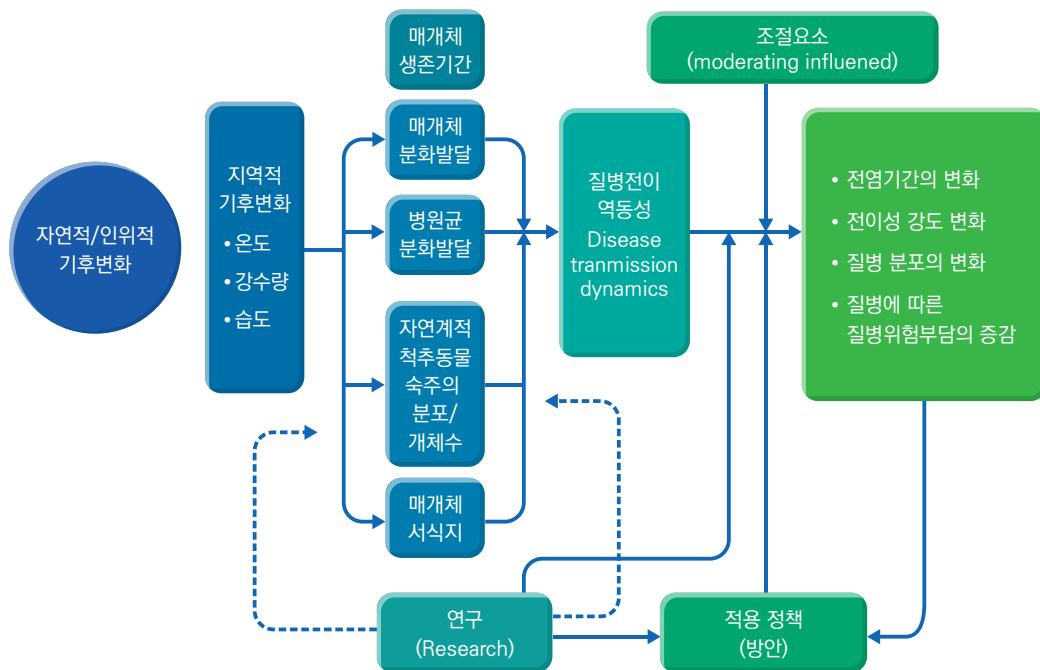 자연적/인위적
기후변화
지역적
기후변화
• 온도
• 강수량
• 습도
매개체
생존기간
매개체
분화발달
병원균
분화발달
자연계적
척추동물
숙주의
분포/
개체수
매개체
서식지
질병전이
역동성
Disease
tranmission
dynamics
조절요소
(moderating influened)
• 전염기간의 변화
• 전이성 강도 변화
• 질병 분포의 변화
• 질병에 따른
질병위험부담의 증감
연구
(Research)
적용 정책
(방안)